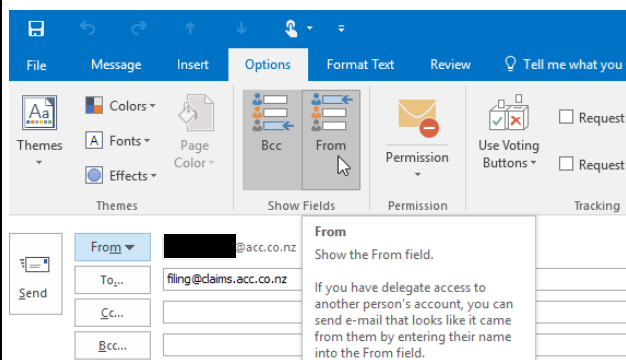 File Message Insert Options Format Text Review Tell me what you
Aa Colors
A Fonts
Effects
Themes
Page
Color
Bcc
From
Permission
Use Voting
Buttons
Request
Request
Themes Show Fields Permission Tracking
From
Show the From field.
If you have delegate access to
another person's account, you can
send e-mail that looks like it came
from them by entering their name
into the From field.
Send
From @acc.co.nz
To... filing@claims.acc.co.nz
Cc...
Bcc...